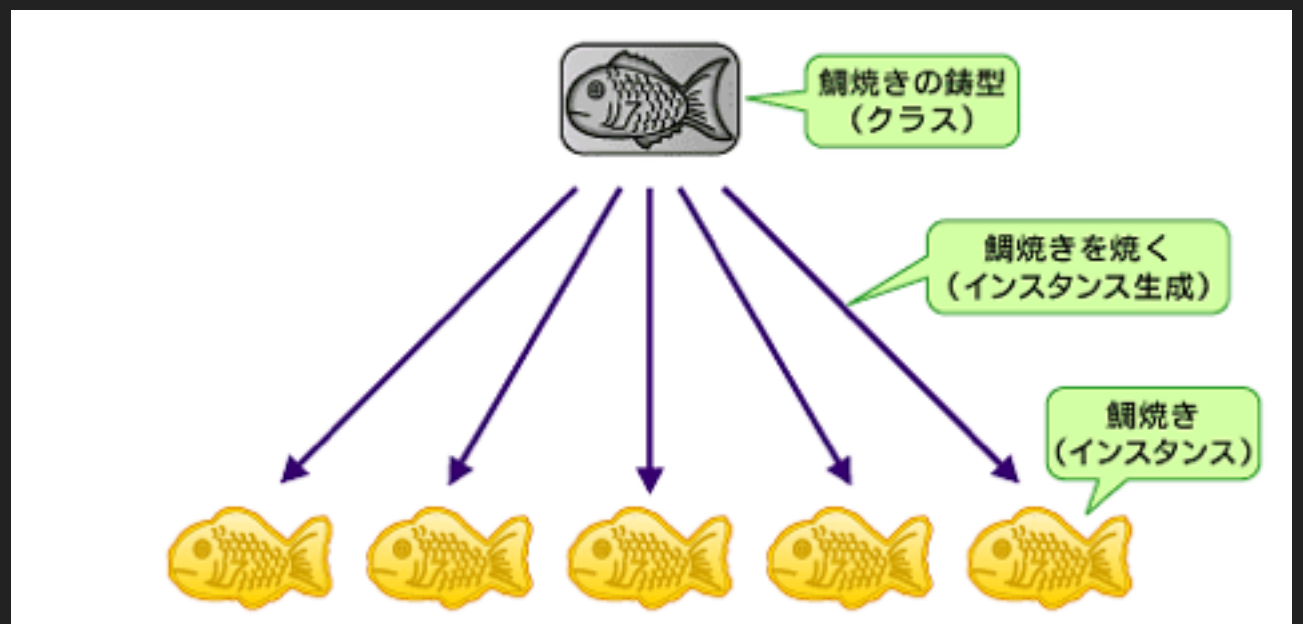 鯛焼きの鋳型
（クラス）
鯛焼きを焼く
（インスタンス生成）
鯛焼き
（インスタンス）